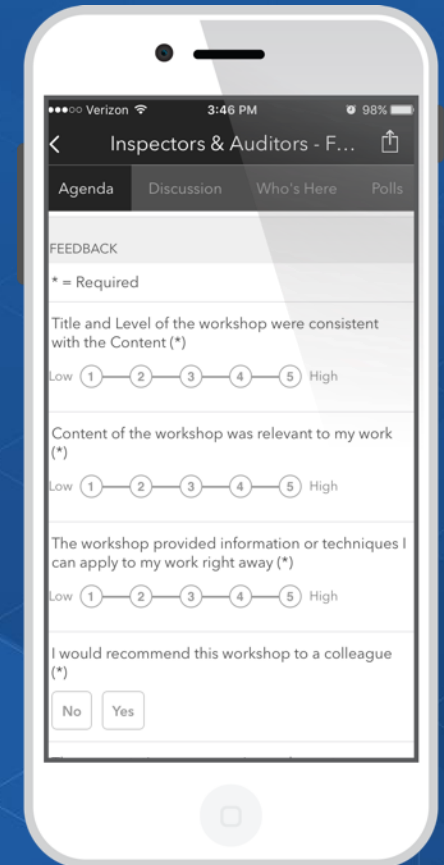 Verizon 3:46 PM 98%
Inspectors & Auditors - F...
Agenda Discussion Who's Here Polls
FEEDBACK
* = Required
Title and Level of the workshop were consistent
with the Content (*)
Low 1 2 3 4 5 High
Content of the workshop was relevant to my work
(*)
Low 1 2 3 4 5 High
The workshop provided information or techniques I
can apply to my work right away (*)
Low 1 2 3 4 5 High
I would recommend this workshop to a colleague
(*)
No Yes